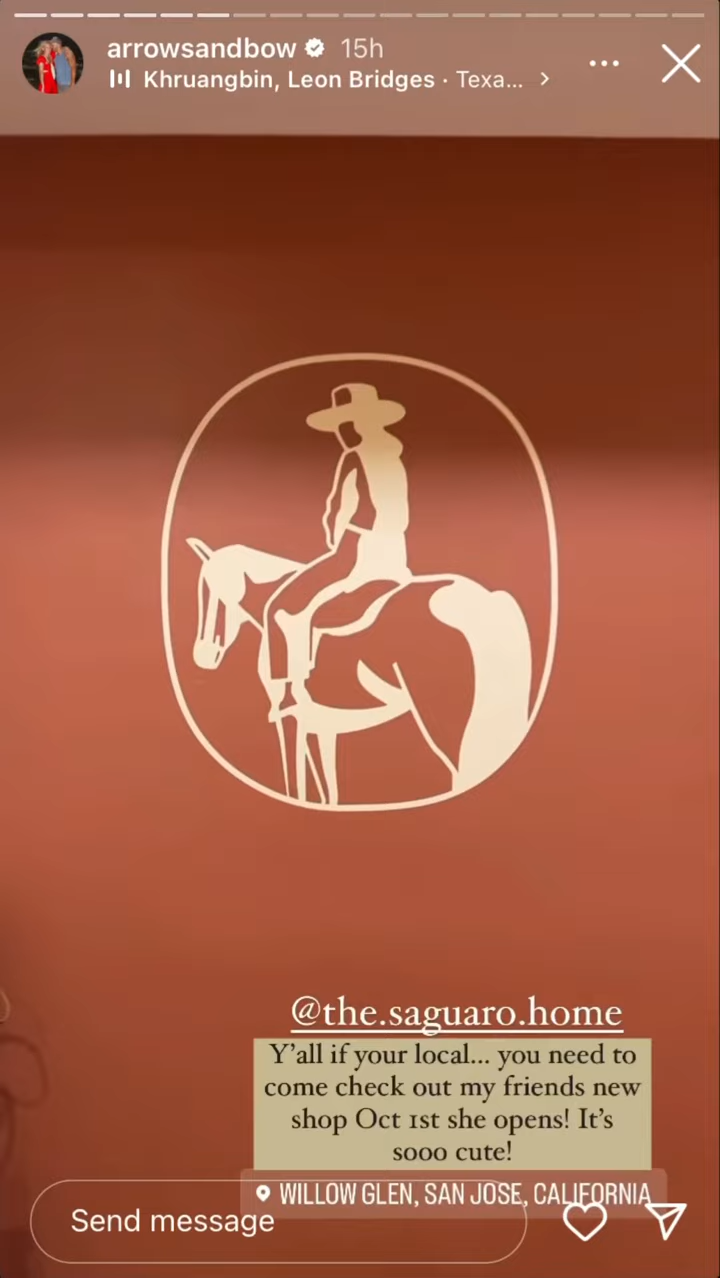 arrowsandbow 15h
Khruangbin, Leon Bridges · Texa... >
@the.saguaro.home
Y'all if your local... you need to
come check out my friends new
shop Oct 1st she opens! It's
sooo cute!
WILLOW GLEN, SAN JOSE, CALIFORNIA
Send message